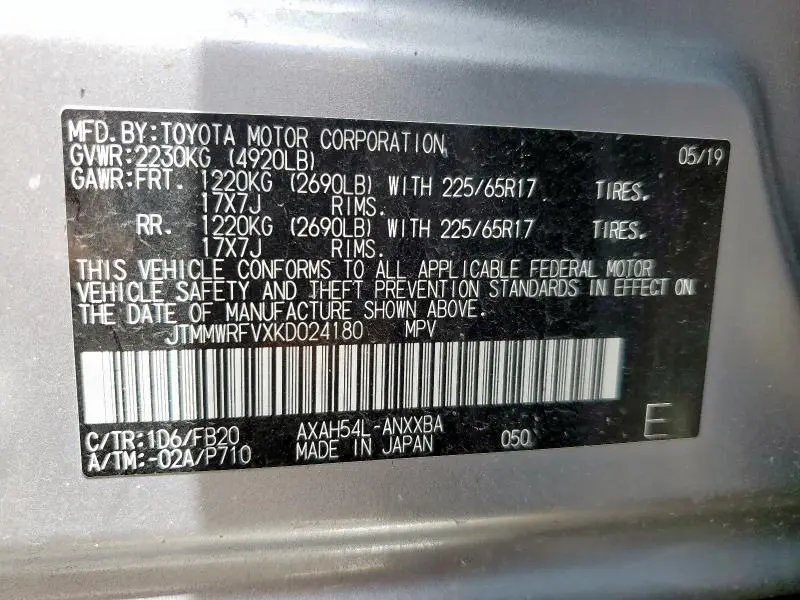 MFD.BY:TOYOTA MOTOR CORPORATION 05/19
GVWR:2230KG (4920LB)
GAWR:FRT. 1220KG (2690LB) WITH 225/65R17 TIRES.
17X7J RIMS.
RR. 1220KG (2690LB) WITH 225/65R17 TIRES.
17X7J RIMS.
THIS VEHICLE CONFORMS TO ALL APPLICABLE FEDERAL MOTOR
VEHICLE SAFETY AND THEFT PREVENTION STANDARDS IN EFFECT ON
THE DATE OF MANUFACTURE SHOWN ABOVE.
JTMMWRFVXKD024180 MPV
C/TR:1D6/FB20 AXAH54L-ANXXBA 050 E
A/TM:-02A/P710 MADE IN JAPAN